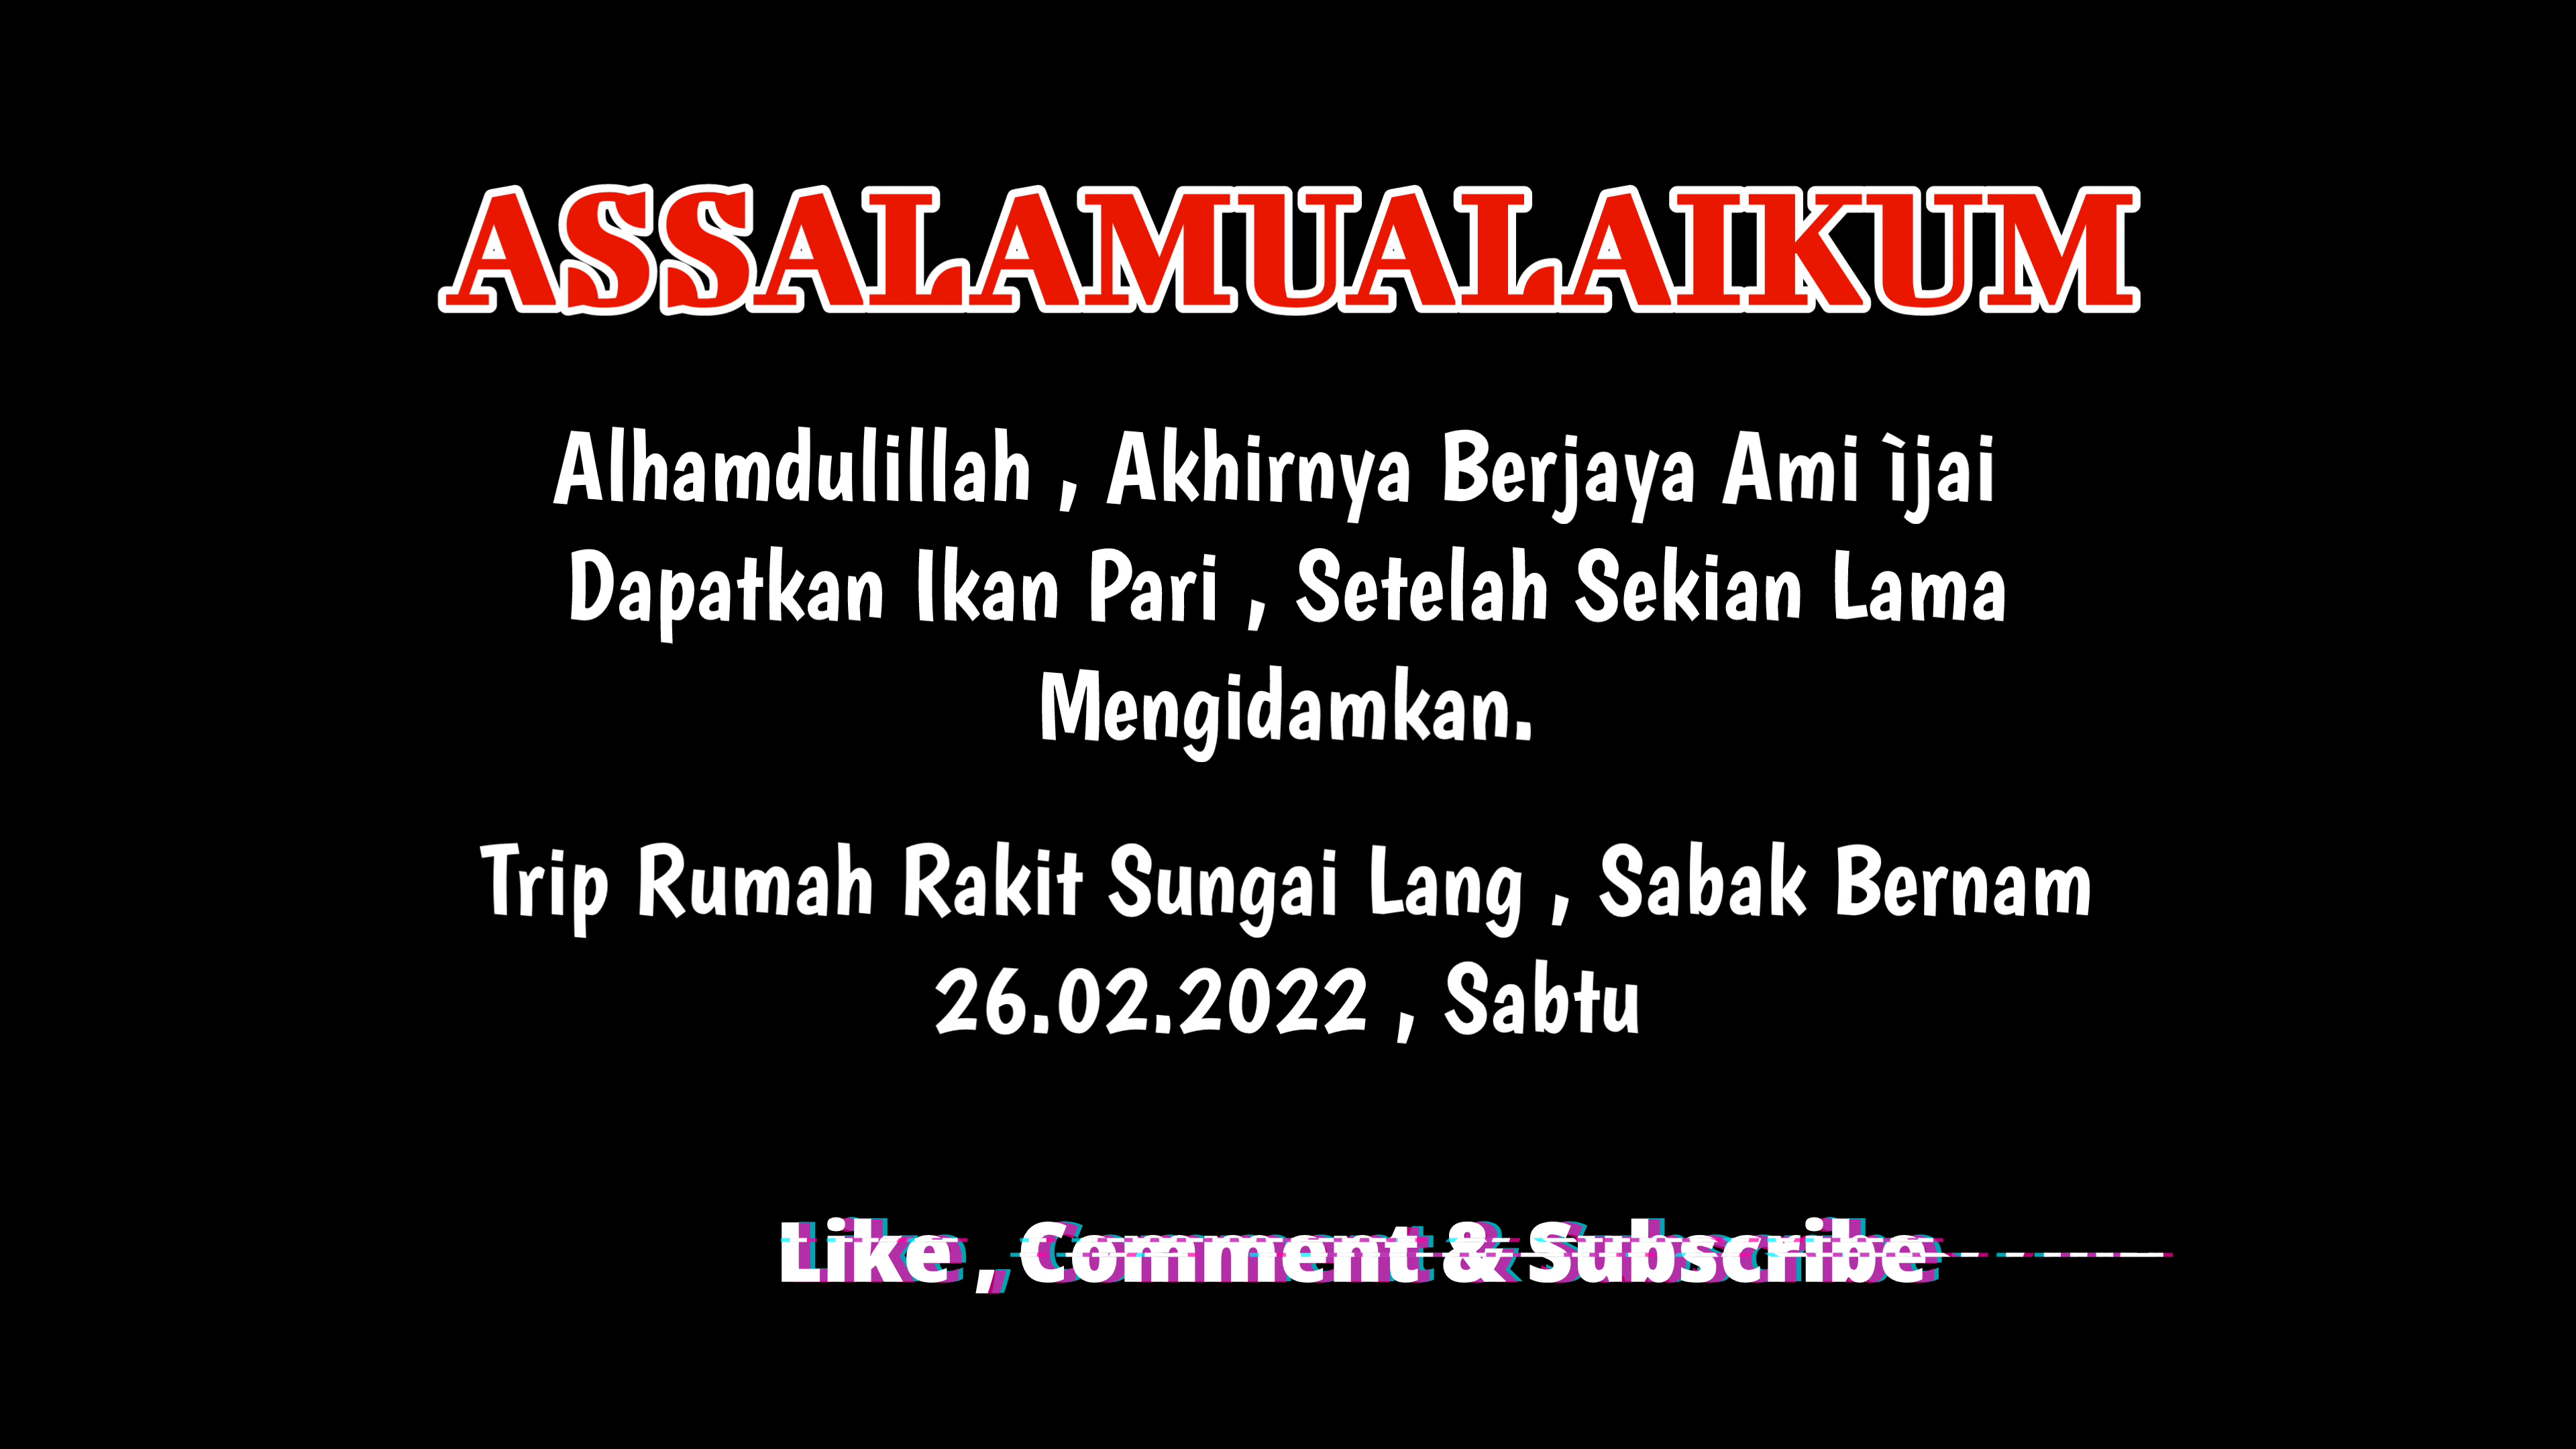 ASSALAMUALAIKUM
Alhamdulillah , Akhirnya Berjaya Ami ìjai
Dapatkan Ikan Pari , Setelah Sekian Lama
Mengidamkan.
Trip Rumah Rakit Sungai Lang , Sabak Bernam
26.02.2022 , Sabtu
Like , Comment & Subscribe